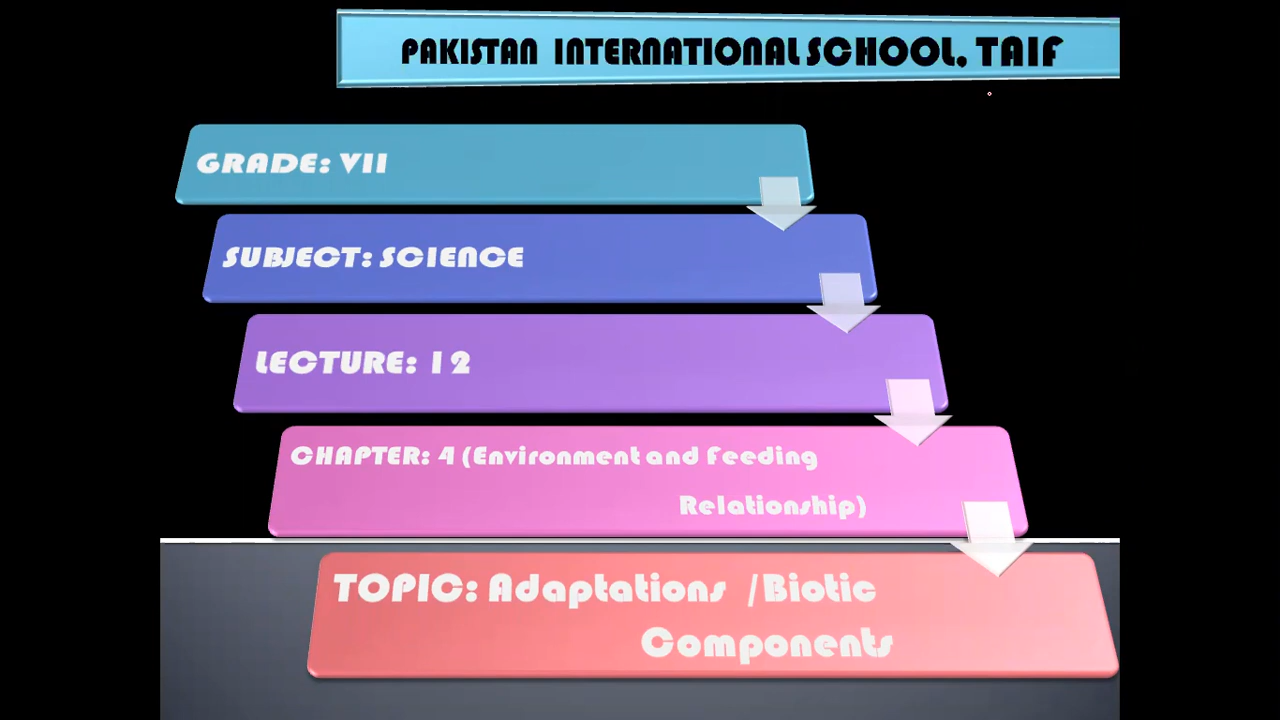 PAKISTAN INTERNATIONAL SCHOOL, TAIF
GRADE: VII
SUBJECT: SCIENCE
LECTURE: 12
CHAPTER: 4 (Environment and Feeding
Relationship)
TOPIC: Adaptations /Biotic
Components